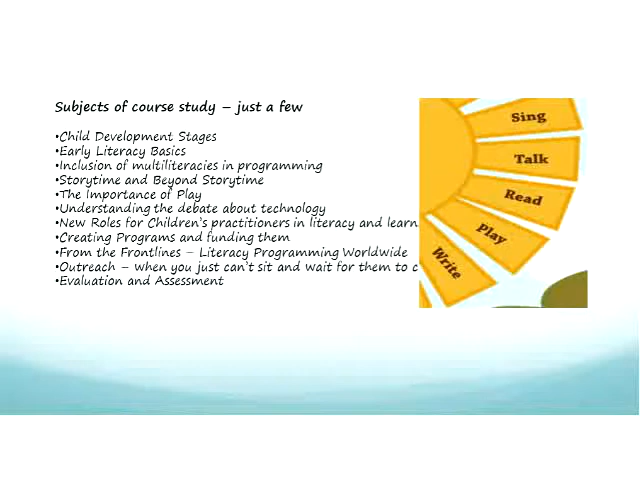 Subjects of course study – just a few
•Child Development Stages
•Early Literacy Basics
•Inclusion of multiliteracies in programming
•Storytime and Beyond Storytime
•The Importance of Play
•Understanding the debate about technology
•New Roles for Children's practitioners in literacy and learn
•Creating Programs and funding them
•From the Frontlines – Literacy Programming Worldwide
•Outreach – when you just can't sit and wait for them to c
•Evaluation and Assessment
Sing
Talk
Read
Play
Write